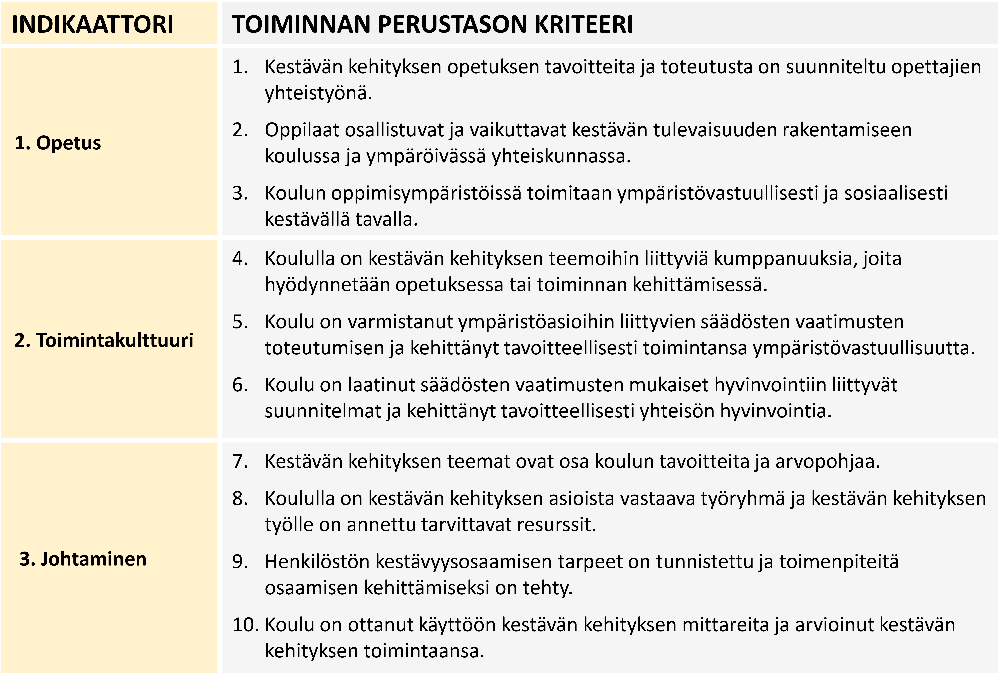 INDIKAATTORI
TOIMINNAN PERUSTASON KRITEERI
1. Opetus
1. Kestävän kehityksen opetuksen tavoitteita ja toteutusta on suunniteltu opettajien
yhteistyönä.
2. Oppilaat osallistuvat ja vaikuttavat kestävän tulevaisuuden rakentamiseen
koulussa ja ympäröivässä yhteiskunnassa.
3. Koulun oppimisympäristöissä toimitaan ympäristövastuullisesti ja sosiaalisesti
kestävällä tavalla.
2. Toimintakulttuuri
4. Koululla on kestävän kehityksen teemoihin liittyviä kumppanuuksia, joita
hyödynnetään opetuksessa tai toiminnan kehittämisessä.
5. Koulu on varmistanut ympäristöasioihin liittyvien säädösten vaatimusten
toteutumisen ja kehittänyt tavoitteellisesti toimintansa ympäristövastuullisuutta.
6. Koulu on laatinut säädösten vaatimusten mukaiset hyvinvointiin liittyvät
suunnitelmat ja kehittänyt tavoitteellisesti yhteisön hyvinvointia.
3. Johtaminen
7. Kestävän kehityksen teemat ovat osa koulun tavoitteita ja arvopohjaa.
8. Koululla on kestävän kehityksen asioista vastaava työryhmä ja kestävän kehityksen
työlle on annettu tarvittavat resurssit.
9. Henkilöstön kestävyysosaamisen tarpeet on tunnistettu ja toimenpiteitä
osaamisen kehittämiseksi on tehty.
10. Koulu on ottanut käyttöön kestävän kehityksen mittareita ja arvioinut kestävän
kehityksen toimintaansa.